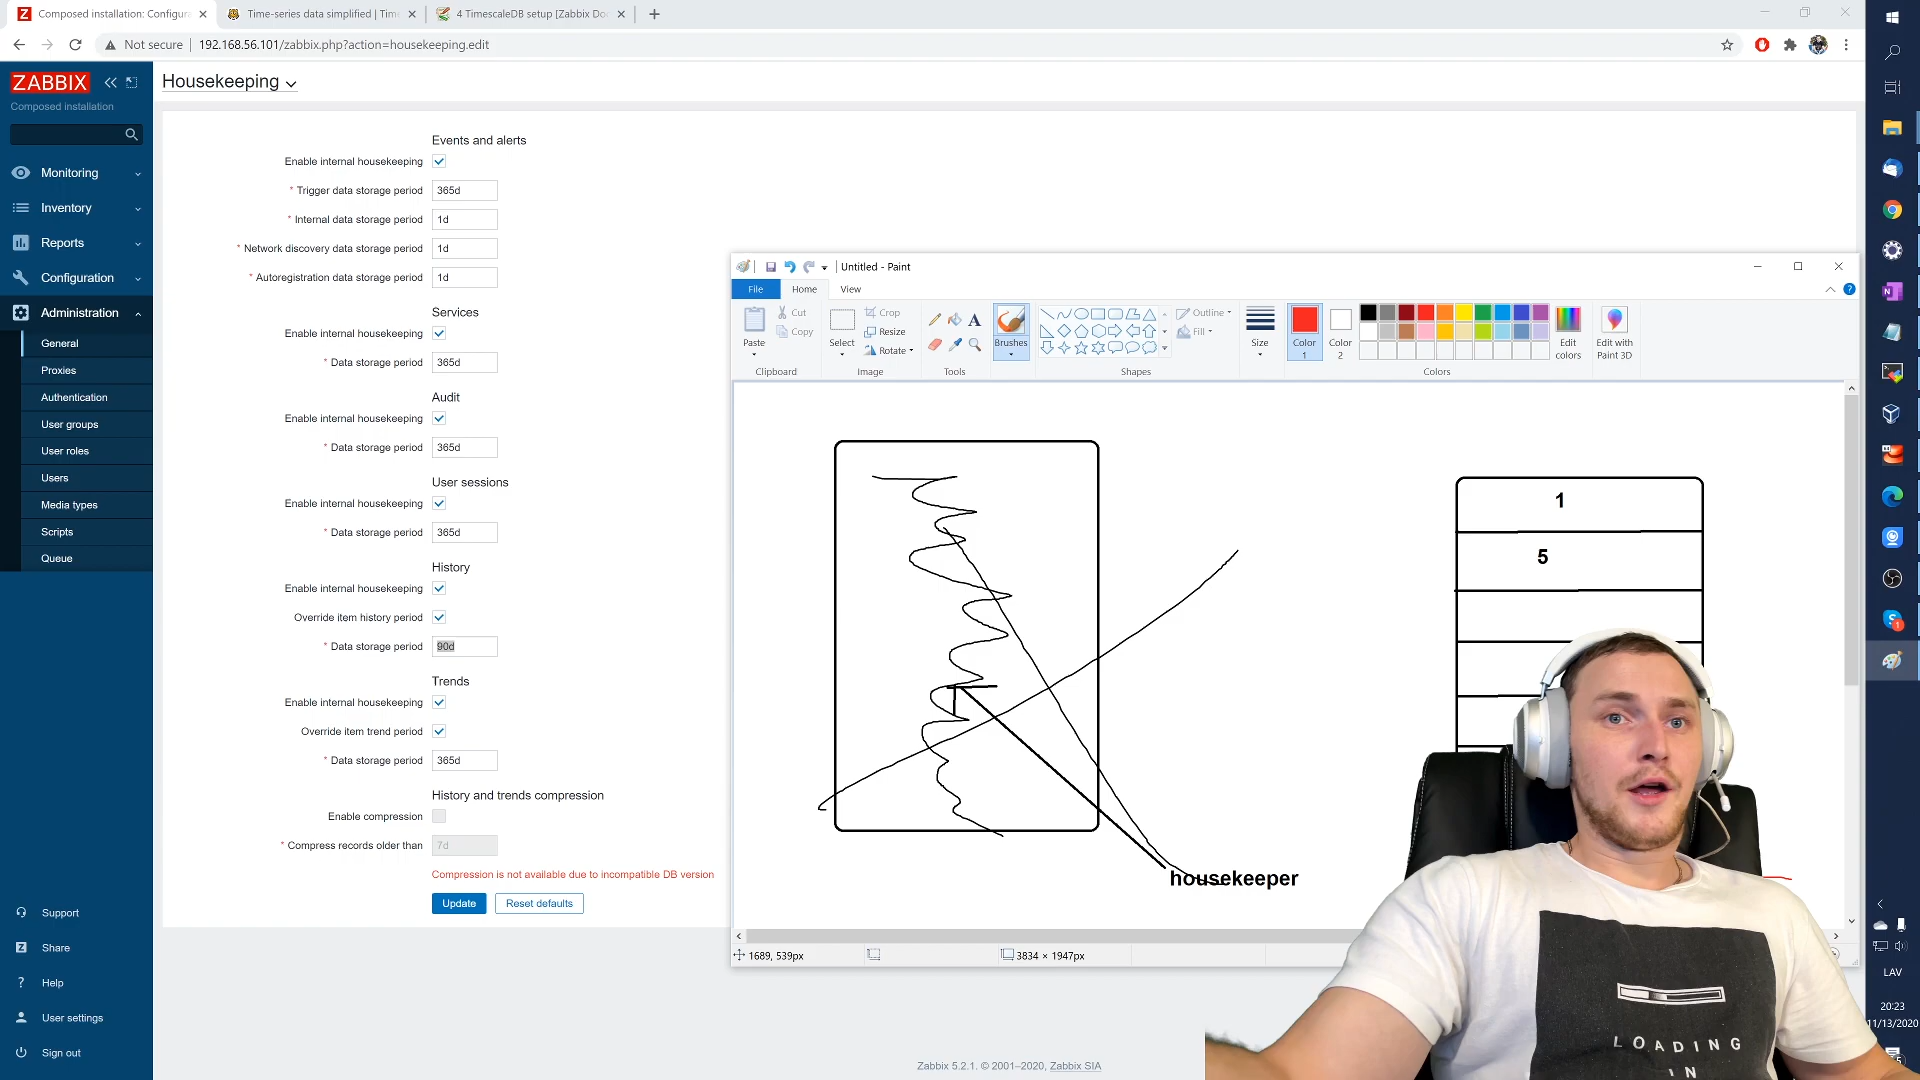 Composed installation: Configura
Time-series data simplified | Time
4 TimescaleDB setup [Zabbix Doc
Not secure
192.168.56.101/zabbix.php?action=housekeeping.edit
ZABBIX
Composed installation
Monitoring
Inventory
Reports
Configuration
Administration
General
Proxies
Authentication
User groups
User roles
Users
Media types
Scripts
Queue
Support
Share
Help
User settings
Sign out
Housekeeping
Events and alerts
Enable internal housekeeping
* Trigger data storage period 365d
* Internal data storage period 1d
* Network discovery data storage period 1d
* Autoregistration data storage period 1d
Services
Enable internal housekeeping
* Data storage period 365d
Audit
Enable internal housekeeping
* Data storage period 365d
User sessions
Enable internal housekeeping
* Data storage period 365d
History
Enable internal housekeeping
Override item history period
* Data storage period 90d
Trends
Enable internal housekeeping
Override item trend period
* Data storage period 365d
History and trends compression
Enable compression
* Compress records older than 7d
Compression is not available due to incompatible DB version
Update
Reset defaults
Zabbix 5.2.1. © 2001–2020, Zabbix SIA
Untitled - Paint
File Home View
Paste
Cut
Copy
Clipboard
Select
Crop
Resize
Rotate
Image
Tools
Brushes
Shapes
Outline
Fill
Size
Color 1
Color 2
Edit colors
Colors
Edit with Paint 3D
1
5
housekeeper
1689, 539px
3834 × 1947px
LOADING
IN
LAV
20:23
11/13/2020